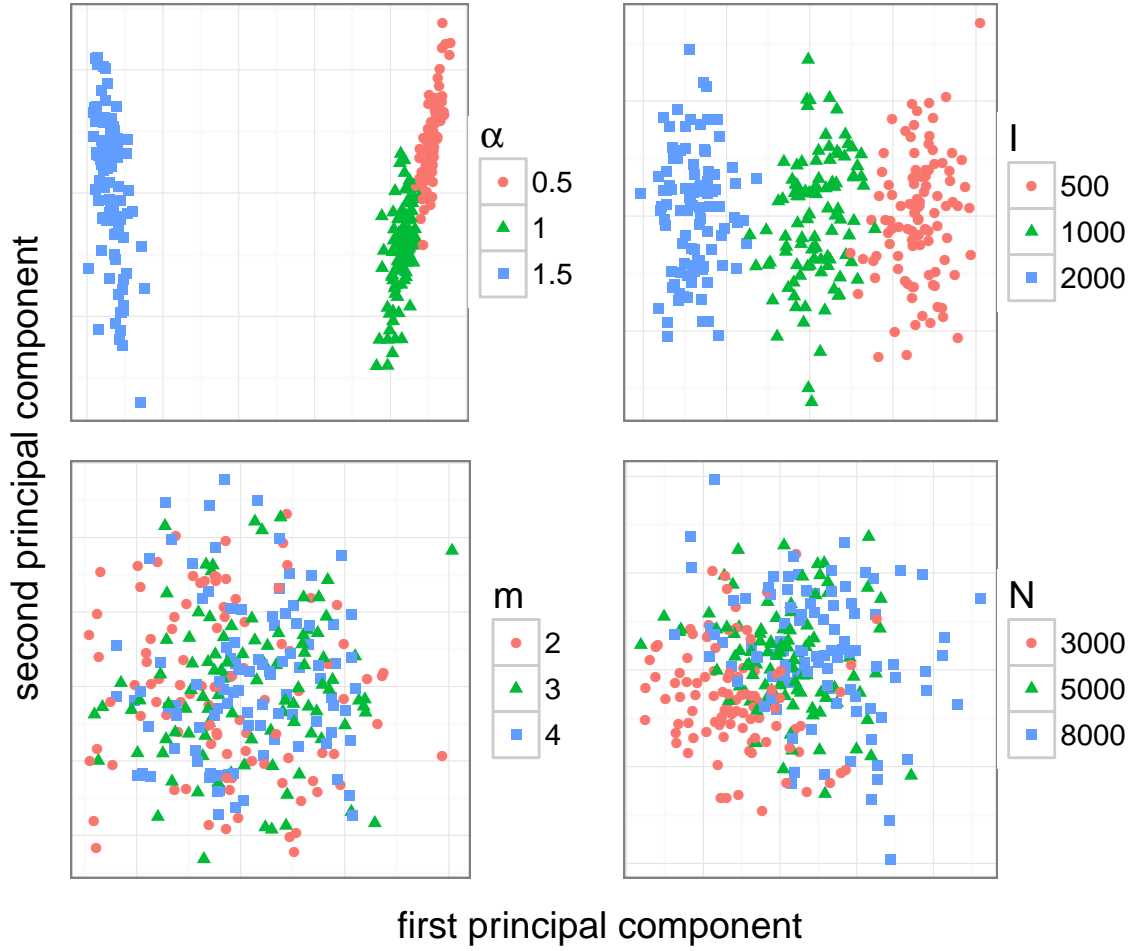 α
0.5
1
1.5
I
500
1000
2000
second principal component
m
2
3
4
N
3000
5000
8000
first principal component